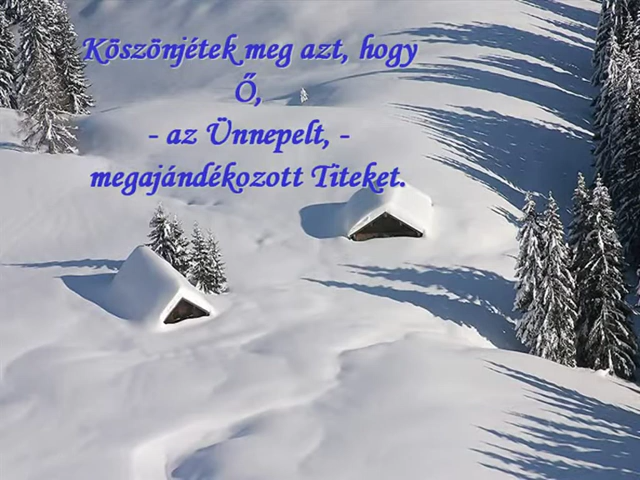 Köszönjétek meg azt, hogy
Ő,
- az Ünnepelt, -
megajándékozott Titeket.